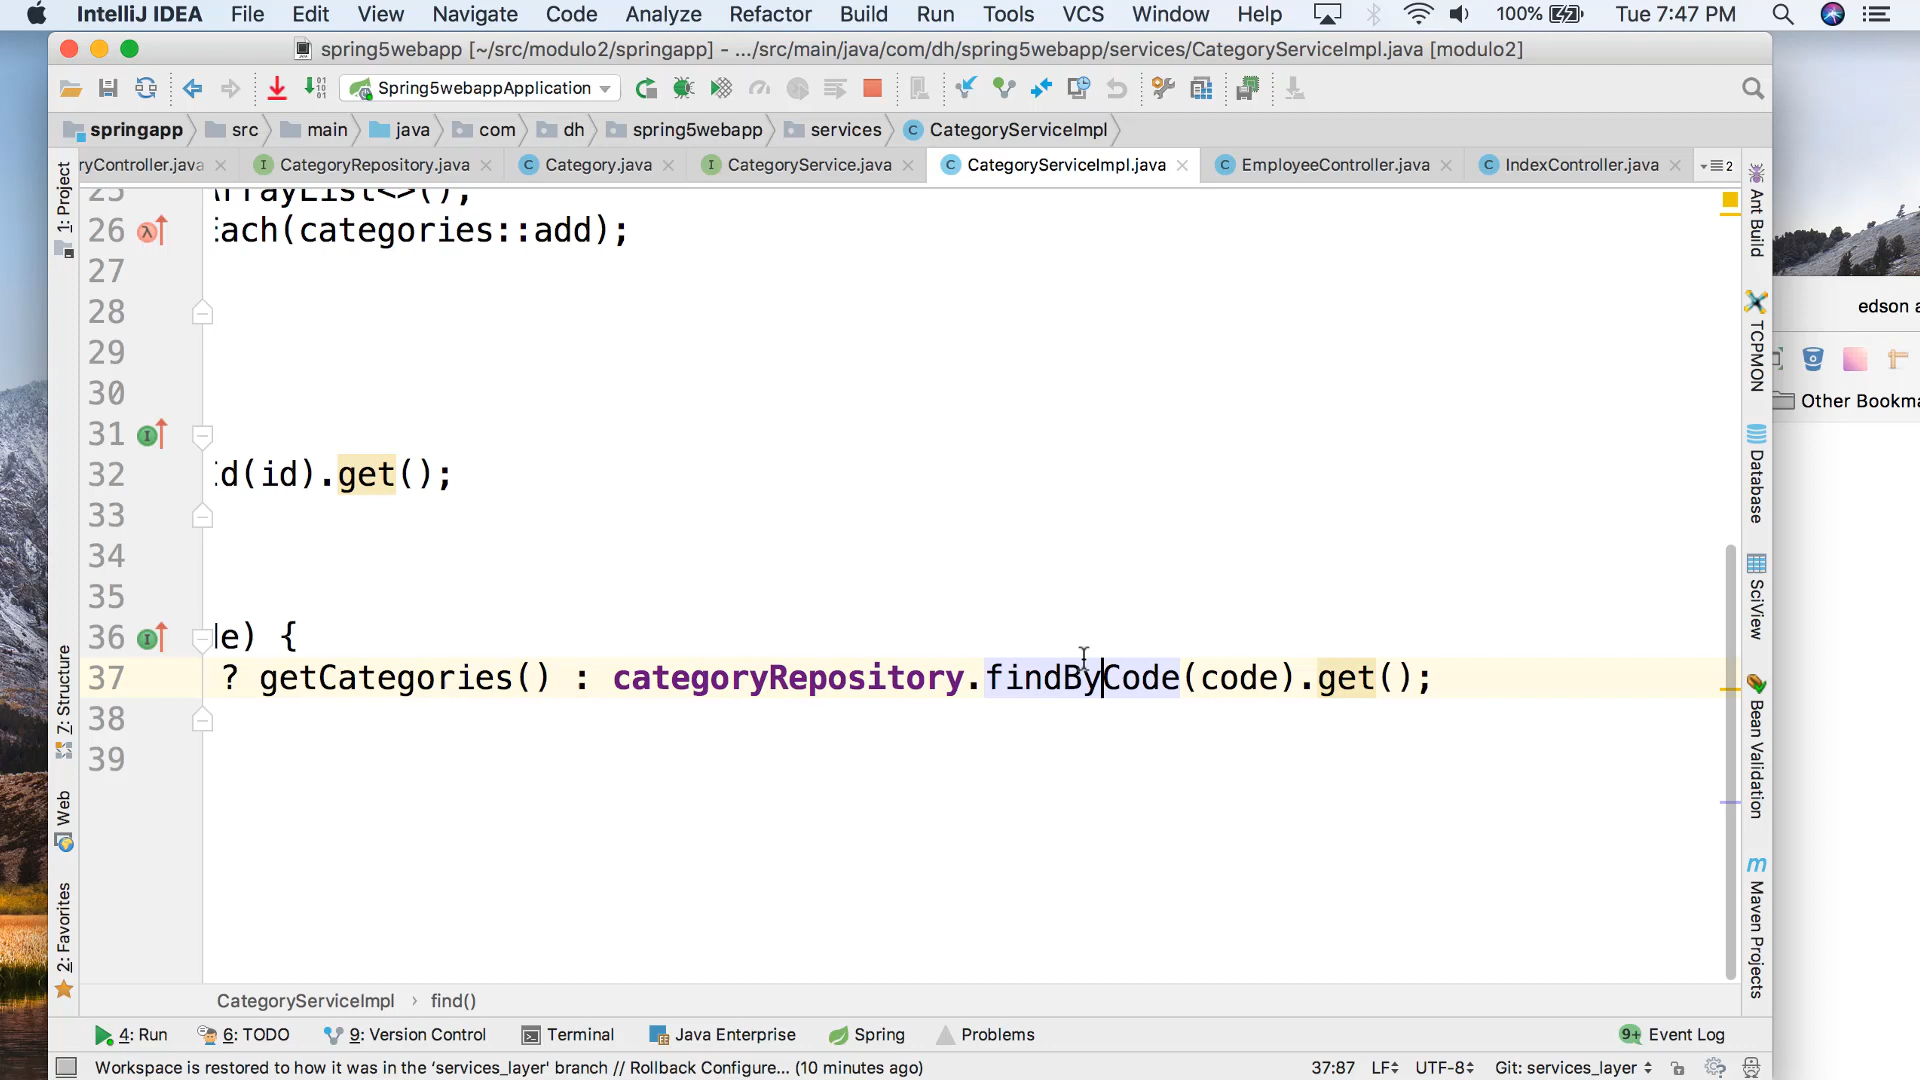 IntelliJ IDEA File Edit View Navigate Code Analyze Refactor Build Run Tools VCS Window Help 100% Tue 7:47 PM
spring5webapp [~/src/modulo2/springapp] - .../src/main/java/com/dh/spring5webapp/services/CategoryServiceImpl.java [modulo2]
Spring5webappApplication
springapp src main java com dh spring5webapp services CategoryServiceImpl
ryController.java CategoryRepository.java Category.java CategoryService.java CategoryServiceImpl.java EmployeeController.java IndexController.java 2
25 ArrayList<>();
26 Each(categories::add);
27
28
29
30
31
32 Id(id).get();
33
34
35
36 de) {
37 ? getCategories() : categoryRepository.findByCode(code).get();
38
39
1: Project
Z: Structure
Web
2: Favorites
Ant Build
TCPMON
Database
SciView
Bean Validation
Maven Projects
edson a
Other Bookma
CategoryServiceImpl › find()
4: Run 6: TODO 9: Version Control Terminal Java Enterprise Spring Problems 9+ Event Log
Workspace is restored to how it was in the 'services_layer' branch // Rollback Configure... (10 minutes ago) 37:87 LF UTF-8 Git: services_layer